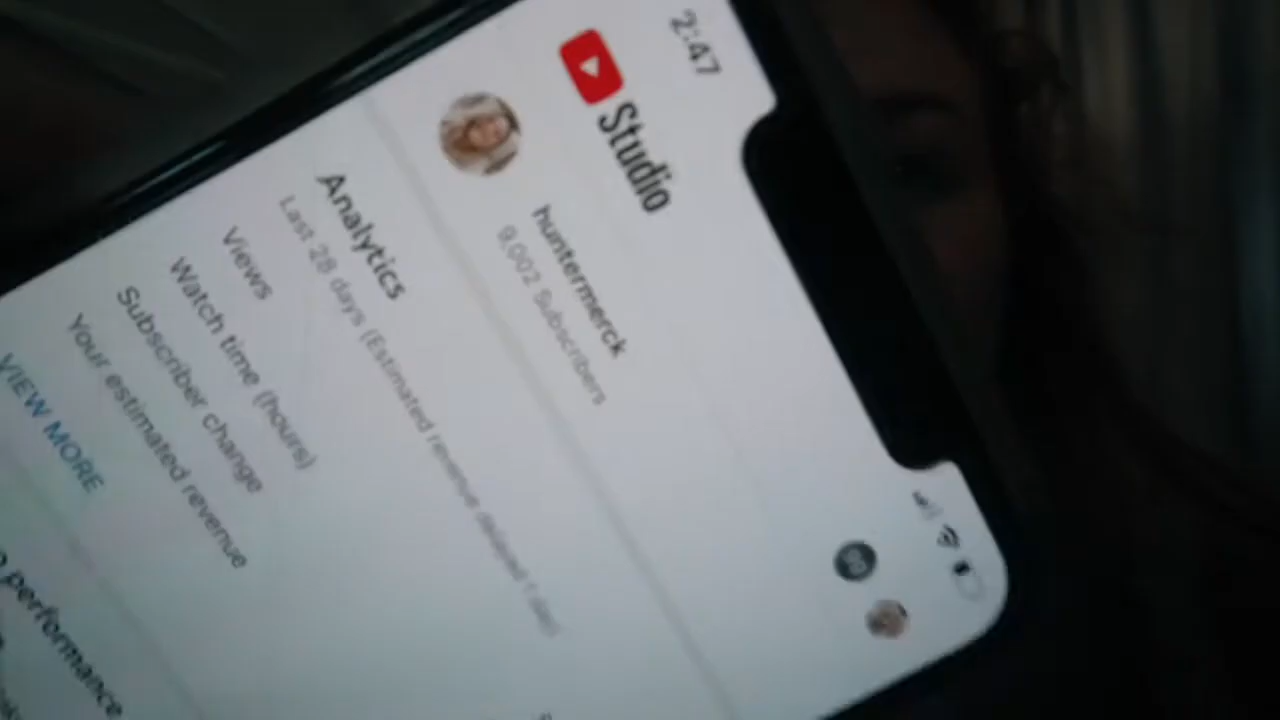 2:47
Studio
huntermerck
9,002 Subscribers
Analytics
Last 28 days (Estimated revenue delayed 1 day)
Views
Watch time (hours)
Subscriber change
Your estimated revenue
VIEW MORE
performance